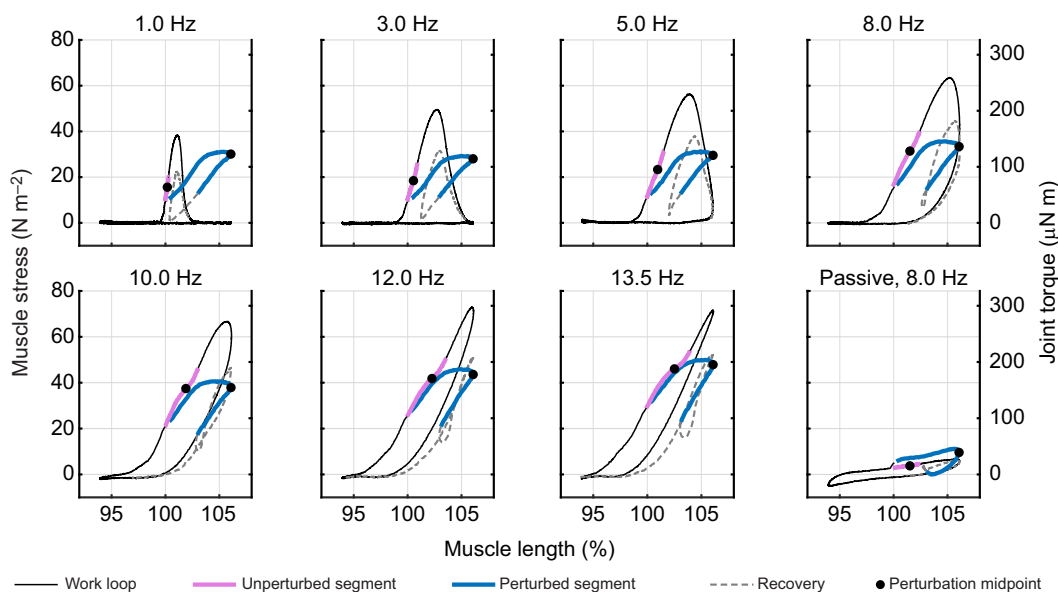 1.0 Hz
3.0 Hz
5.0 Hz
8.0 Hz
80
60
40
20
0
300
200
100
0
10.0 Hz
12.0 Hz
13.5 Hz
Passive, 8.0 Hz
80
60
40
20
0
300
200
100
0
95 100 105
95 100 105
95 100 105
95 100 105
Muscle stress (N m−2)
Joint torque (μN m)
Muscle length (%)
Work loop
Unperturbed segment
Perturbed segment
Recovery
Perturbation midpoint